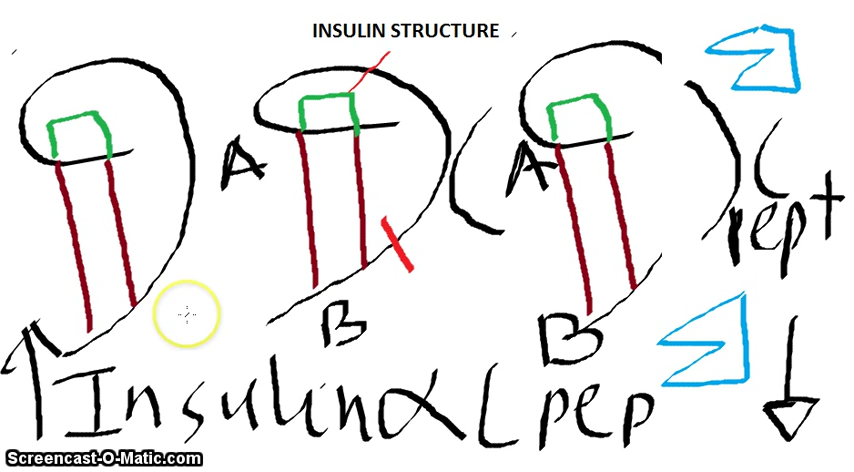 INSULIN STRUCTURE
A
( A ) (
pept
B
B
↑ Insulin α C pep ↓
Screencast-O-Matic.com